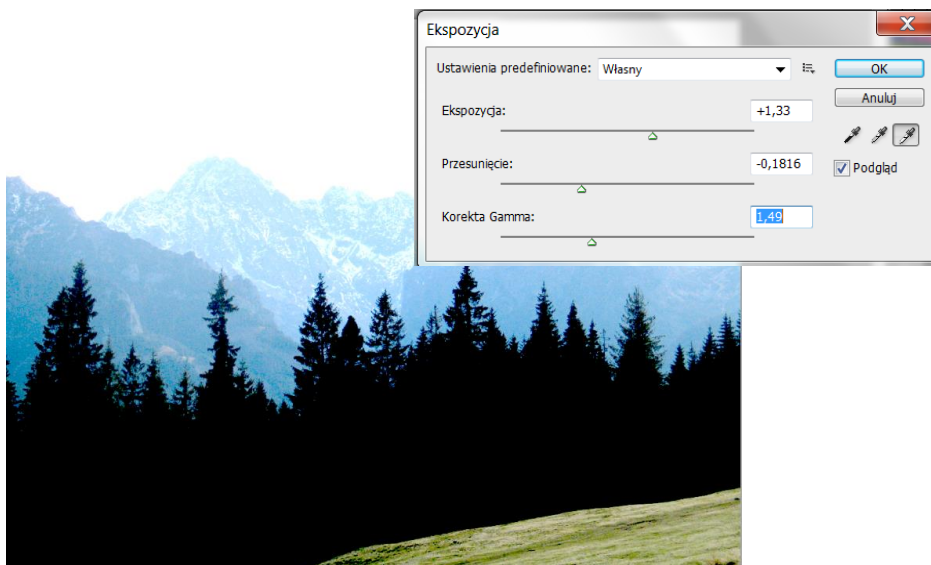 Ekspozycja
Ustawienia predefiniowane: Własny
OK
Anuluj
Ekspozycja: +1,33
Podgląd
Przesunięcie: -0,1816
Korekta Gamma: 1,49